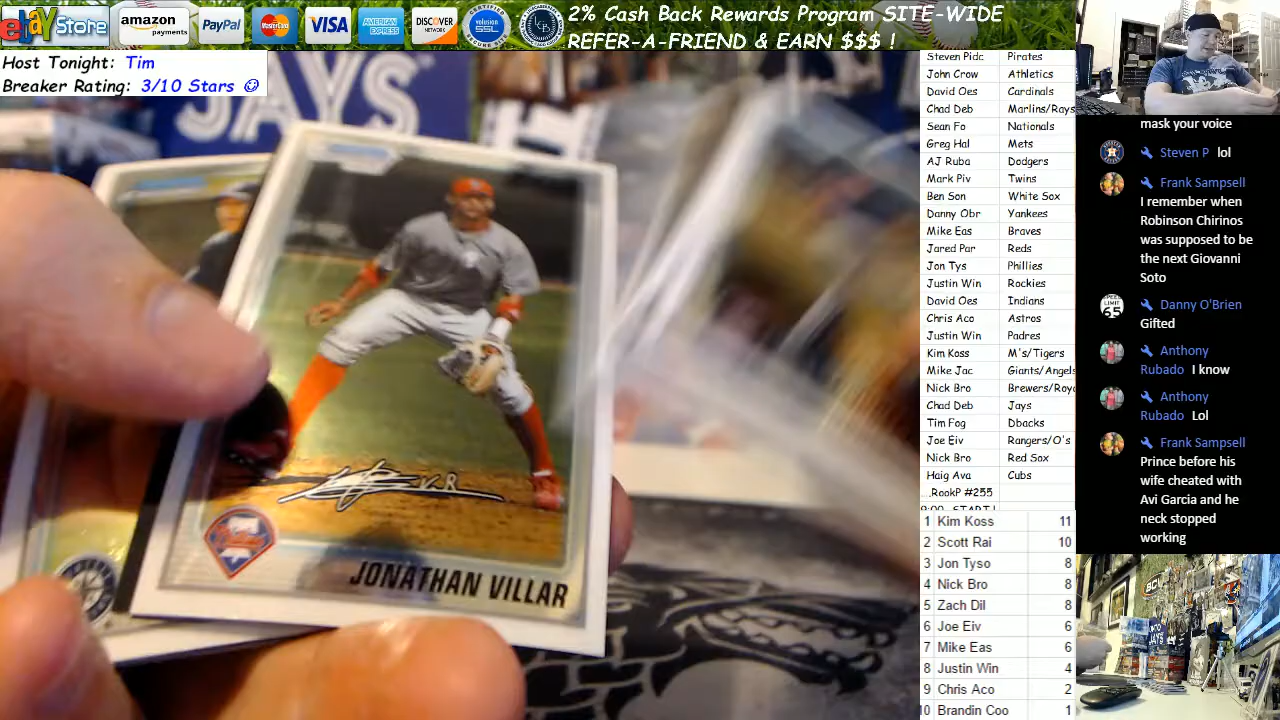 ebay Store
amazon payments
PayPal
MasterCard
VISA
AMERICAN EXPRESS
DISCOVER NETWORK
volusion SSL
2% Cash Back Rewards Program SITE-WIDE
REFER-A-FRIEND & EARN $$$ !
Host Tonight: Tim
Breaker Rating: 3/10 Stars
JAYS
JONATHAN VILLAR
Steven Pidc Pirates
John Crow Athletics
David Oes Cardinals
Chad Deb Marlins/Rays
Sean Fo Nationals
Greg Hal Mets
AJ Ruba Dodgers
Mark Piv Twins
Ben Son White Sox
Danny Obr Yankees
Mike Eas Braves
Jared Par Reds
Jon Tys Phillies
Justin Win Rockies
David Oes Indians
Chris Aco Astros
Justin Win Padres
Kim Koss M's/Tigers
Mike Jac Giants/Angels
Nick Bro Brewers/Roy
Chad Deb Jays
Tim Fog Dbacks
Joe Eiv Rangers/O's
Nick Bro Red Sox
Haig Ava Cubs
...RookP #255
9:00 START!
1 Kim Koss 11
2 Scott Rai 10
3 Jon Tyso 8
4 Nick Bro 8
5 Zach Dil 8
6 Joe Eiv 6
7 Mike Eas 6
8 Justin Win 4
9 Chris Aco 2
10 Brandin Coo 1
mask your voice
Steven P lol
Frank Sampsell
I remember when
Robinson Chirinos
was supposed to be
the next Giovanni
Soto
SPEED LIMIT 65
Danny O'Brien
Gifted
Anthony
Rubado I know
Anthony
Rubado Lol
Frank Sampsell
Prince before his
wife cheated with
Avi Garcia and he
neck stopped
working